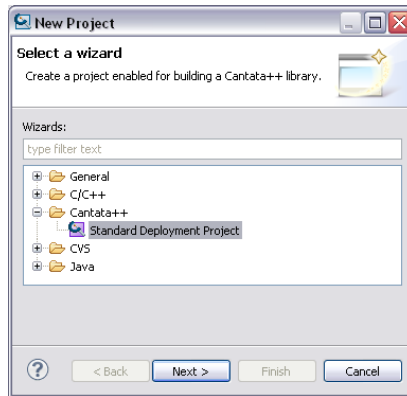 New Project
Select a wizard
Create a project enabled for building a Cantata++ library.
Wizards:
type filter text
General
C/C++
Cantata++
Standard Deployment Project
CVS
Java
? < Back Next > Finish Cancel